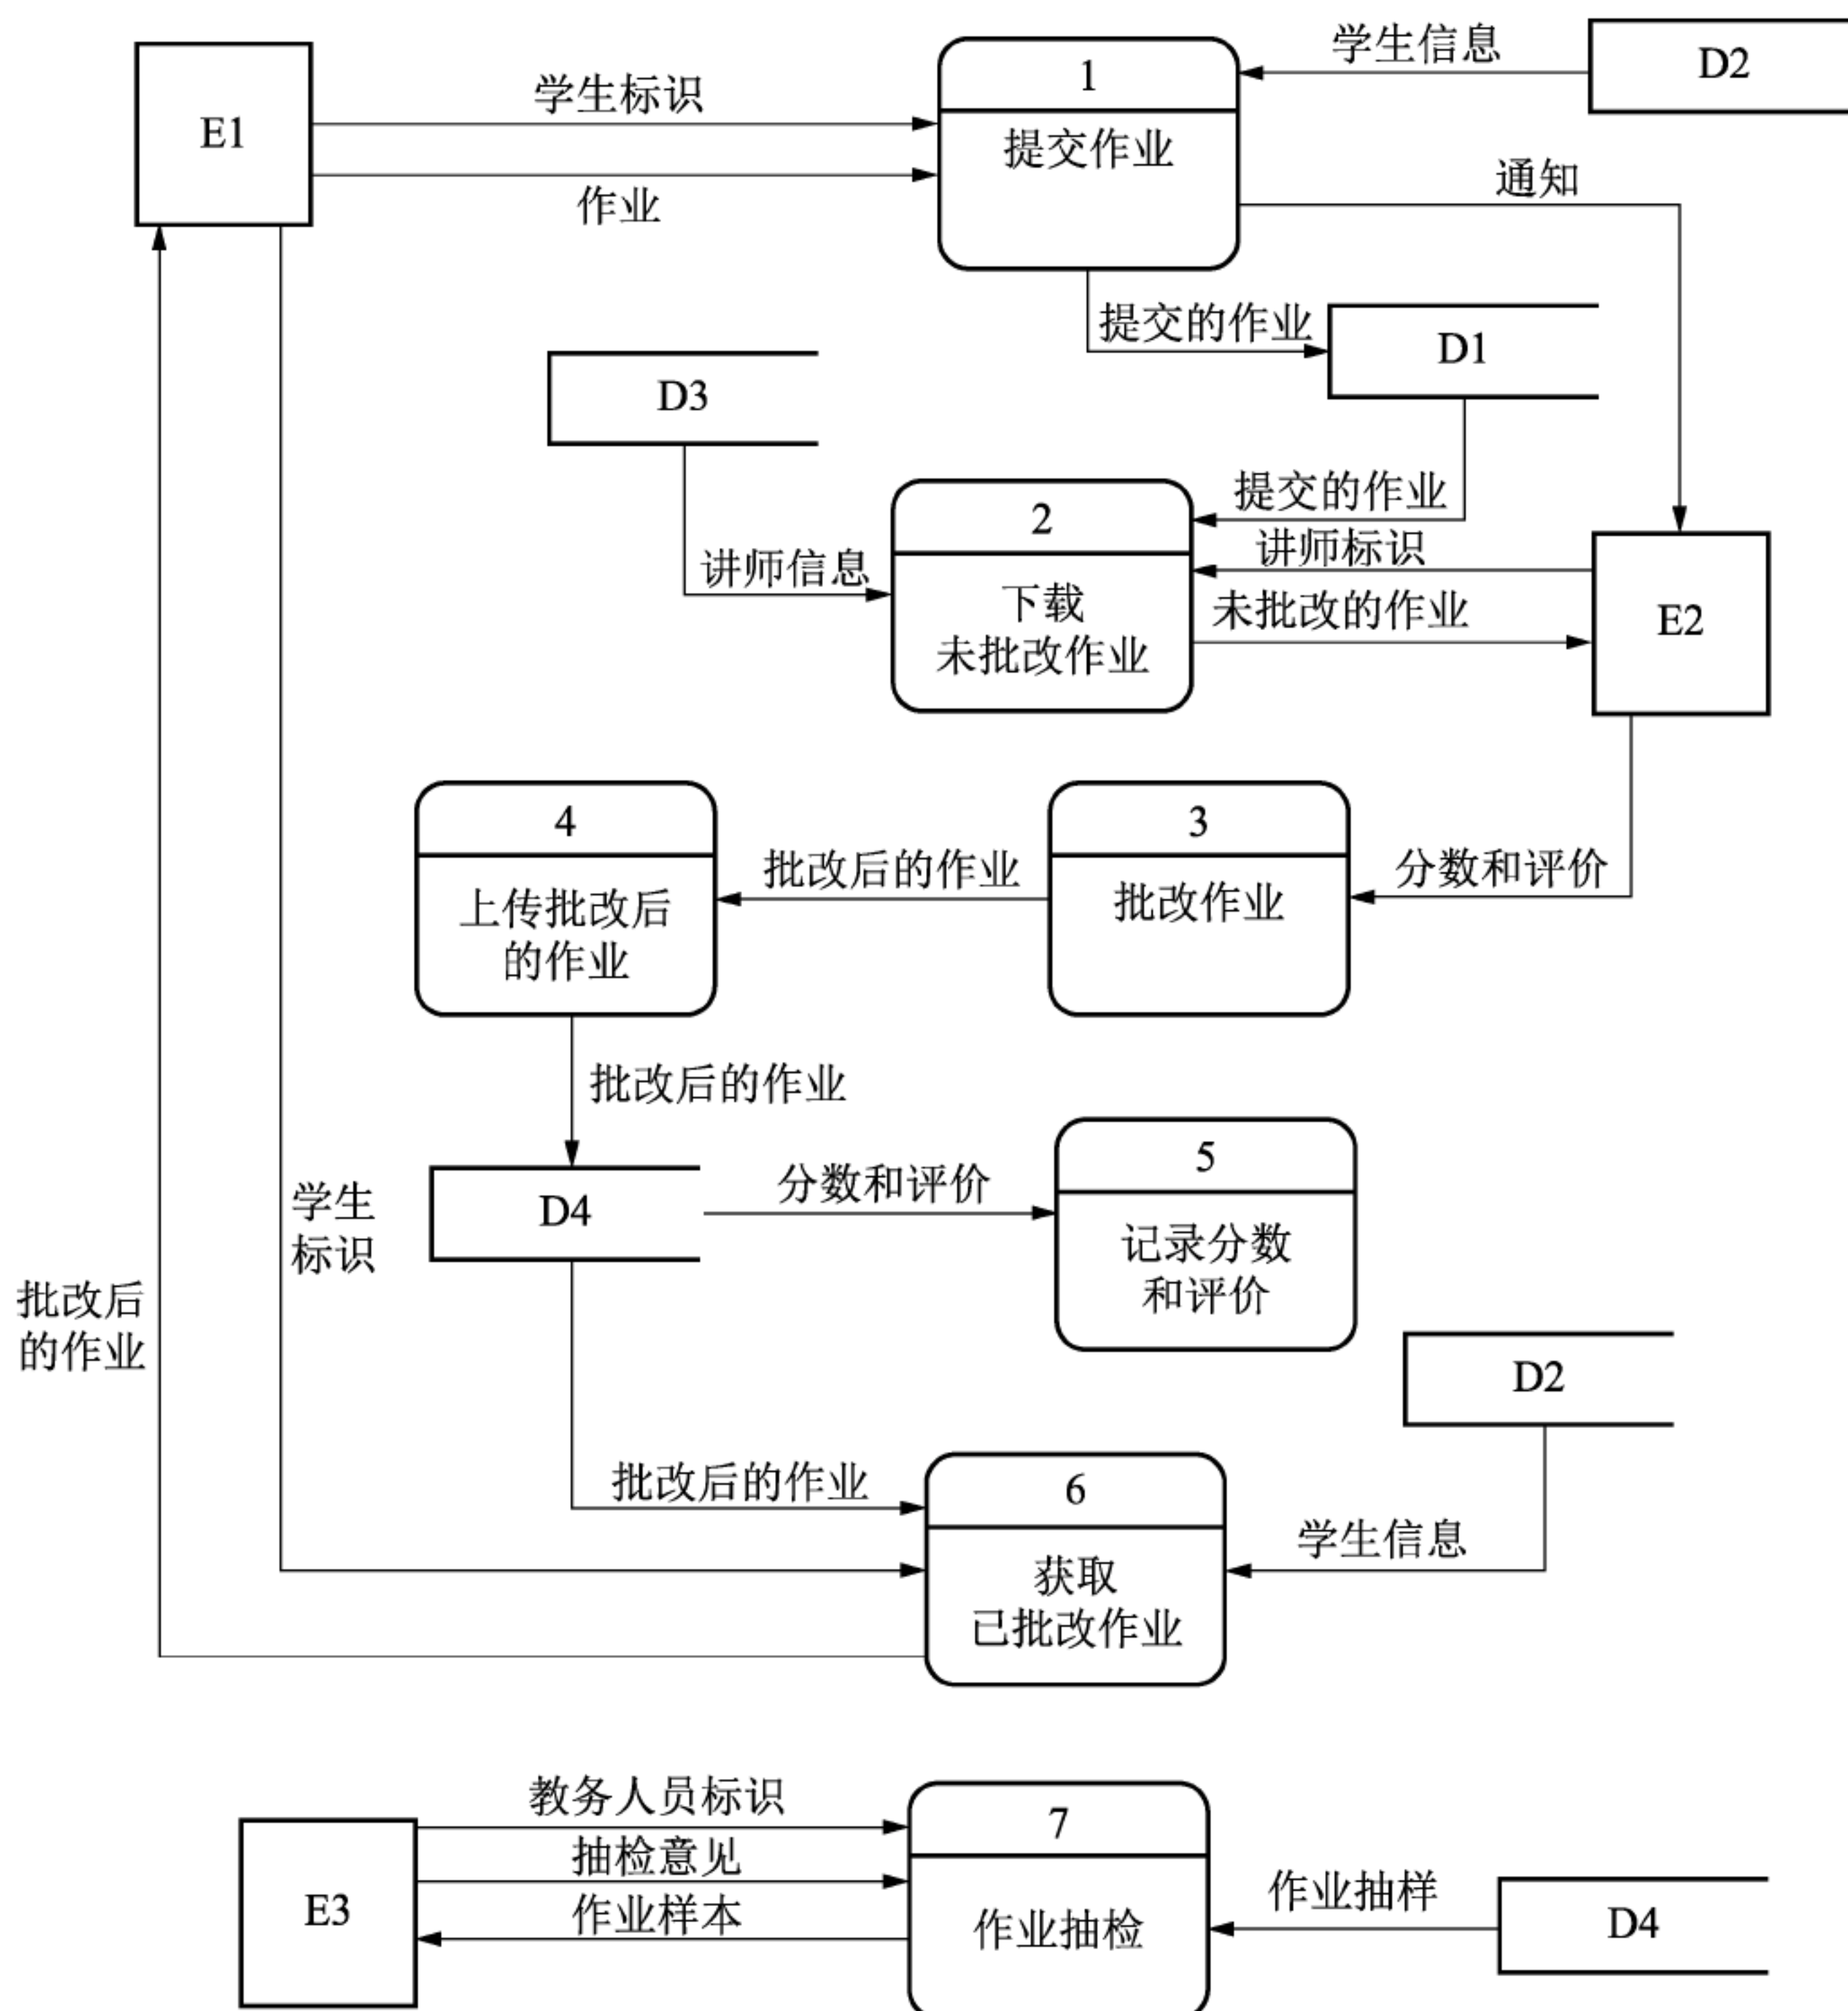 E1
学生标识
作业
1
提交作业
学生信息
D2
通知
提交的作业
D1
D3
讲师信息
2
下载
未批改作业
提交的作业
讲师标识
未批改的作业
E2
4
上传批改后
的作业
批改后的作业
3
批改作业
分数和评价
批改后的作业
D4
分数和评价
5
记录分数
和评价
学生
标识
批改后
的作业
D2
批改后的作业
6
获取
已批改作业
学生信息
教务人员标识
抽检意见
作业样本
E3
7
作业抽检
作业抽样
D4